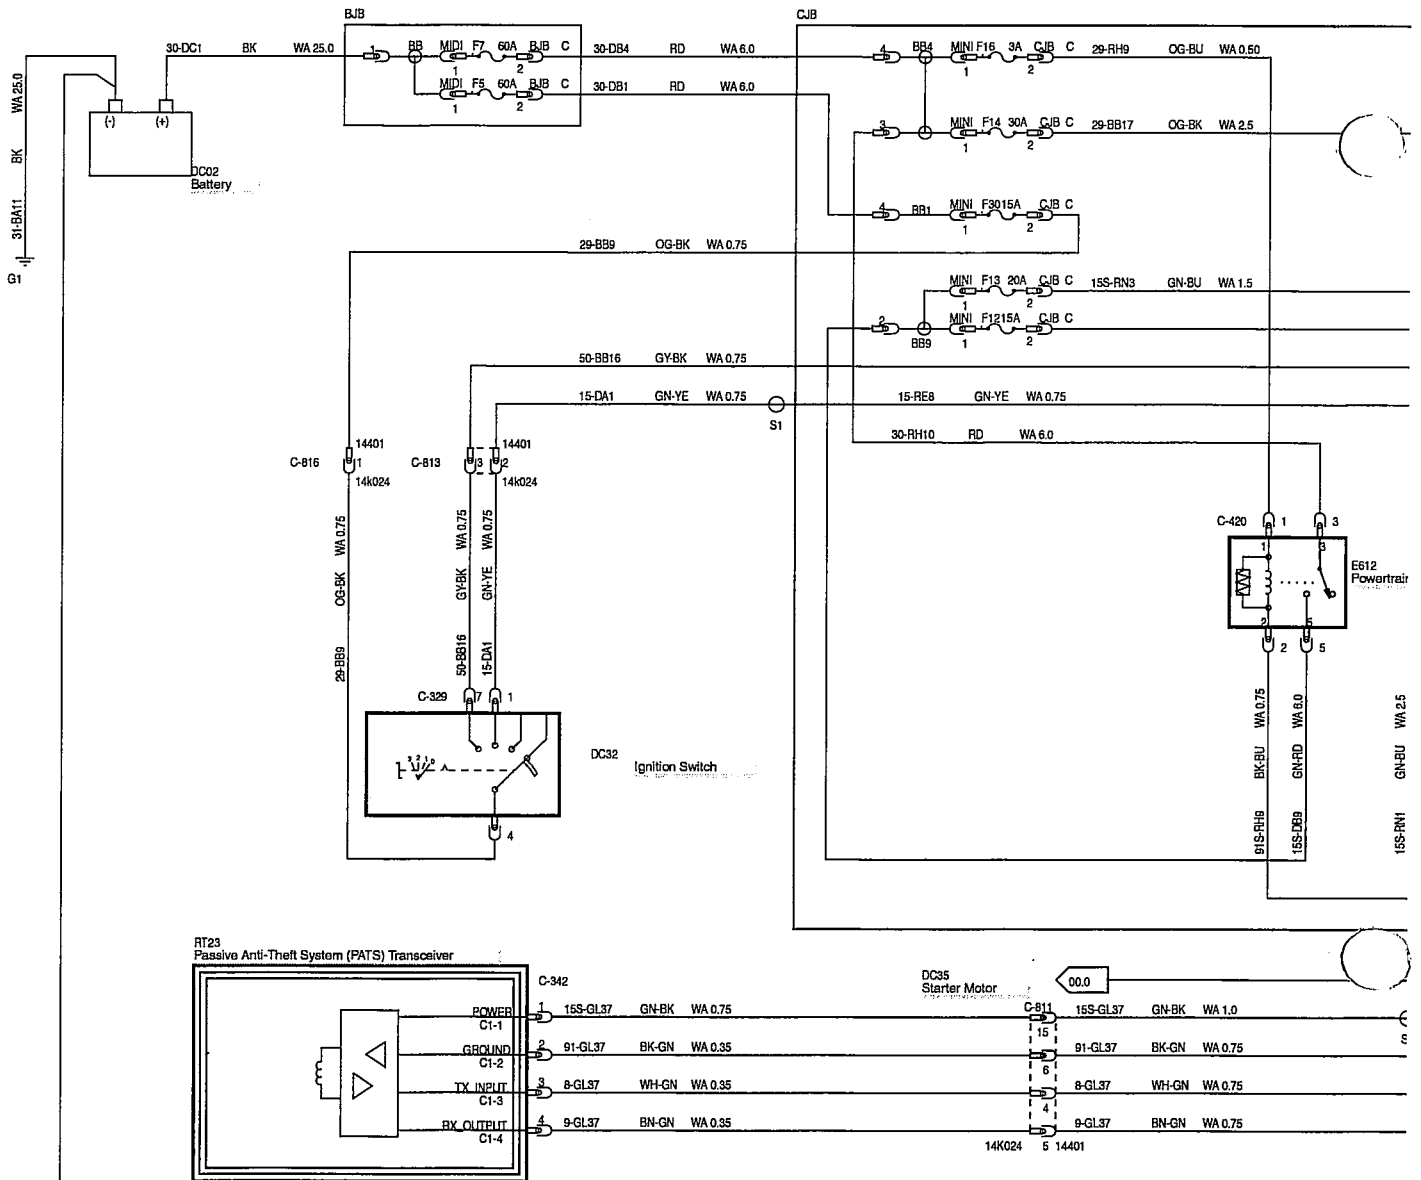 BJB
CJB
30-DC1 BK WA 25.0
1 BB MIDI F7 60A BJB C
1 2
30-DB4 RD WA 6.0
4 BB4 MINI F16 3A CJB C
1 2
29-RH9 OG-BU WA 0.50
MIDI F5 60A BJB C
1 2
30-DB1 RD WA 6.0
WA 25.0
BK
31-BA11
G1
(-) (+)
DC02
Battery
3 MINI F14 30A CJB C
1 2
29-BB17 OG-BK WA 2.5
4 BB1 MINI F30 15A CJB C
1 2
29-BB9 OG-BK WA 0.75
MINI F13 20A CJB C
1 2
15S-RN3 GN-BU WA 1.5
2 BB9 MINI F12 15A CJB C
1 2
50-BB16 GY-BK WA 0.75
15-DA1 GN-YE WA 0.75
S1
15-RE8 GN-YE WA 0.75
30-RH10 RD WA 6.0
C-816 14401
1
14k024
C-813 14401
3 2
14k024
29-BB9 OG-BK WA 0.75
50-BB16 GY-BK WA 0.75
15-DA1 GN-YE WA 0.75
C-420 1 3
1 3
E612
Powertrair
2 5
2 5
C-329 7 1
3 2 1 0
DC32
Ignition Switch
4
91S-RH9 BK-BU WA 0.75
15S-DB9 GN-RD WA 6.0
15S-RN1 GN-BU WA 2.5
RT23
Passive Anti-Theft System (PATS) Transceiver
C-342
DC35
Starter Motor
00.0
C-811
POWER
C1-1
1 15S-GL37 GN-BK WA 0.75
15
15S-GL37 GN-BK WA 1.0
S
GROUND
C1-2
2 91-GL37 BK-GN WA 0.35
6
91-GL37 BK-GN WA 0.75
TX_INPUT
C1-3
3 8-GL37 WH-GN WA 0.35
4
8-GL37 WH-GN WA 0.75
RX_OUTPUT
C1-4
4 9-GL37 BN-GN WA 0.35
9-GL37 BN-GN WA 0.75
14K024 5 14401